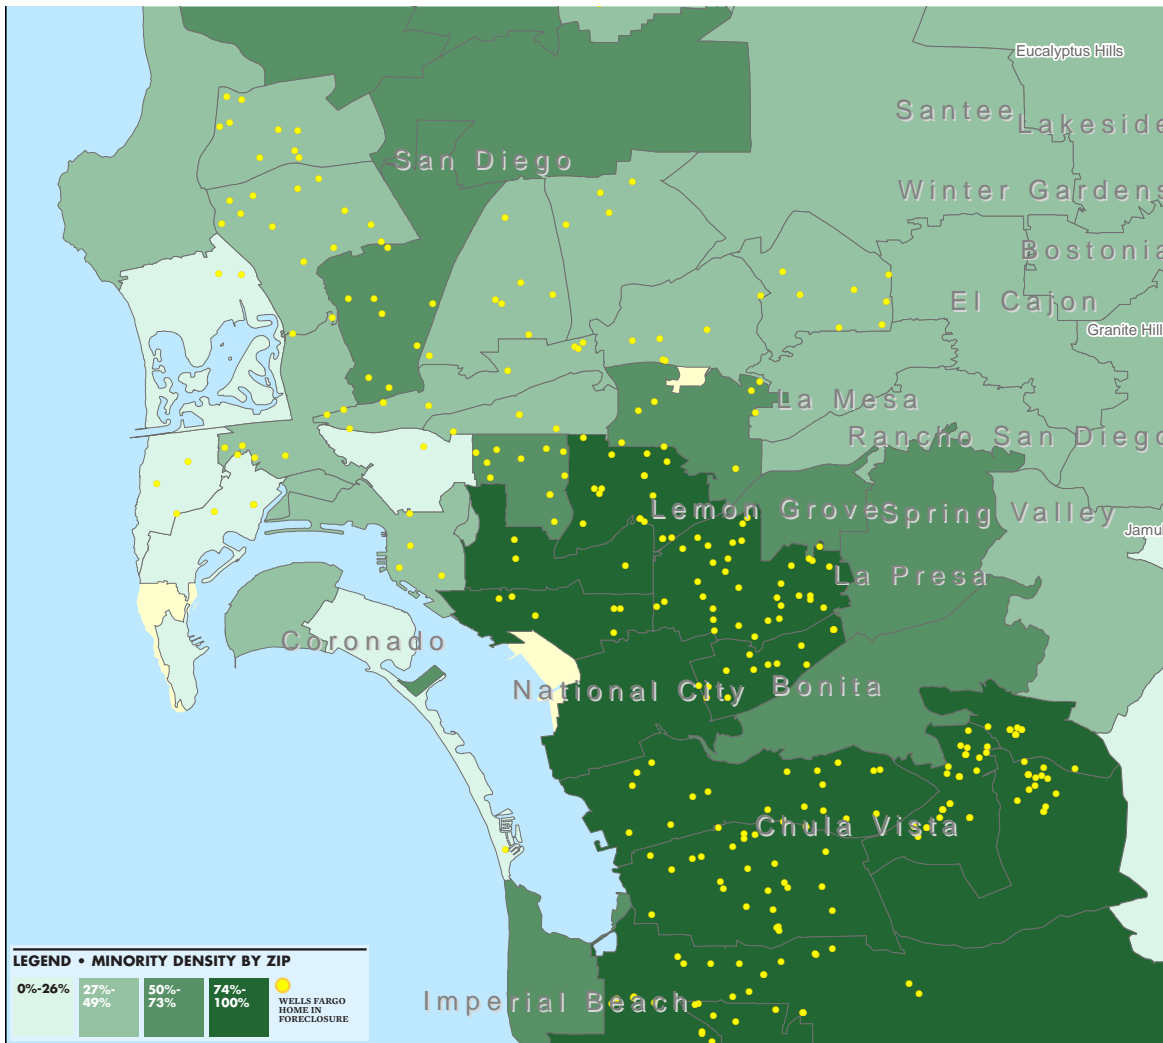 Eucalyptus Hills
Santee
Lakeside
San Diego
Winter Gardens
Bostonia
El Cajon
Granite Hill
La Mesa
Rancho San Diego
Lemon Grove
Spring Valley
Jamul
La Presa
Coronado
National City
Bonita
Chula Vista
Imperial Beach
LEGEND • MINORITY DENSITY BY ZIP
0%-26%
27%-
49%
50%-
73%
74%-
100%
WELLS FARGO
HOME IN
FORECLOSURE